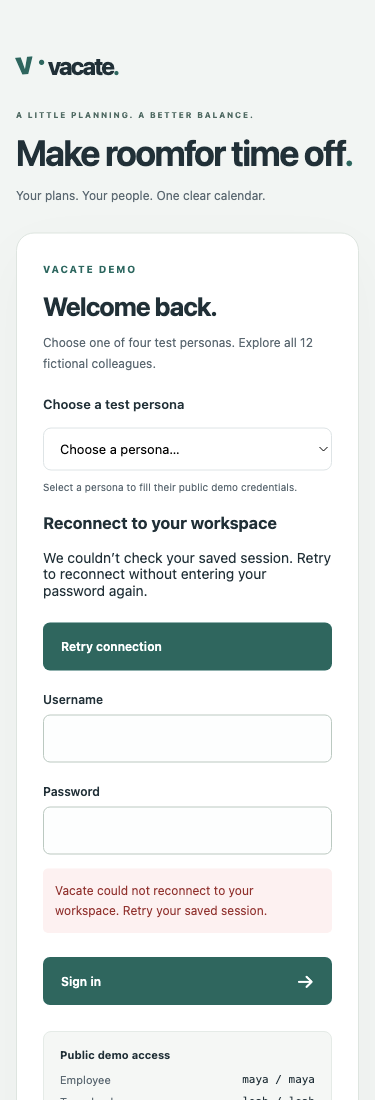 vacate.
A LITTLE PLANNING. A BETTER BALANCE.
Make roomfor time off.
Your plans. Your people. One clear calendar.
VACATE DEMO
Welcome back.
Choose one of four test personas. Explore all 12
fictional colleagues.
Choose a test persona
Choose a persona...
Select a persona to fill their public demo credentials.
Reconnect to your workspace
We couldn’t check your saved session. Retry
to reconnect without entering your
password again.
Retry connection
Username
Password
Vacate could not reconnect to your
workspace. Retry your saved session.
Sign in
Public demo access
Employee maya / maya